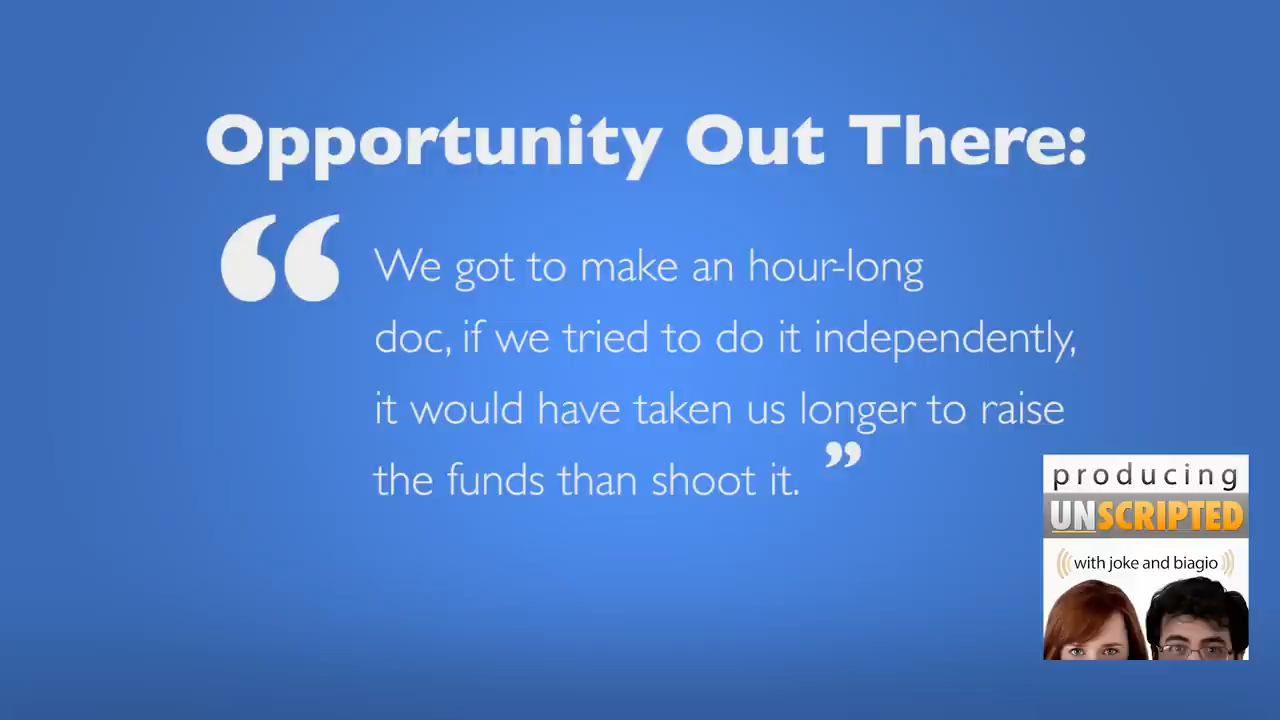 Opportunity Out There:
“ We got to make an hour-long
doc, if we tried to do it independently,
it would have taken us longer to raise
the funds than shoot it. ”
producing
UNSCRIPTED
with joke and biagio